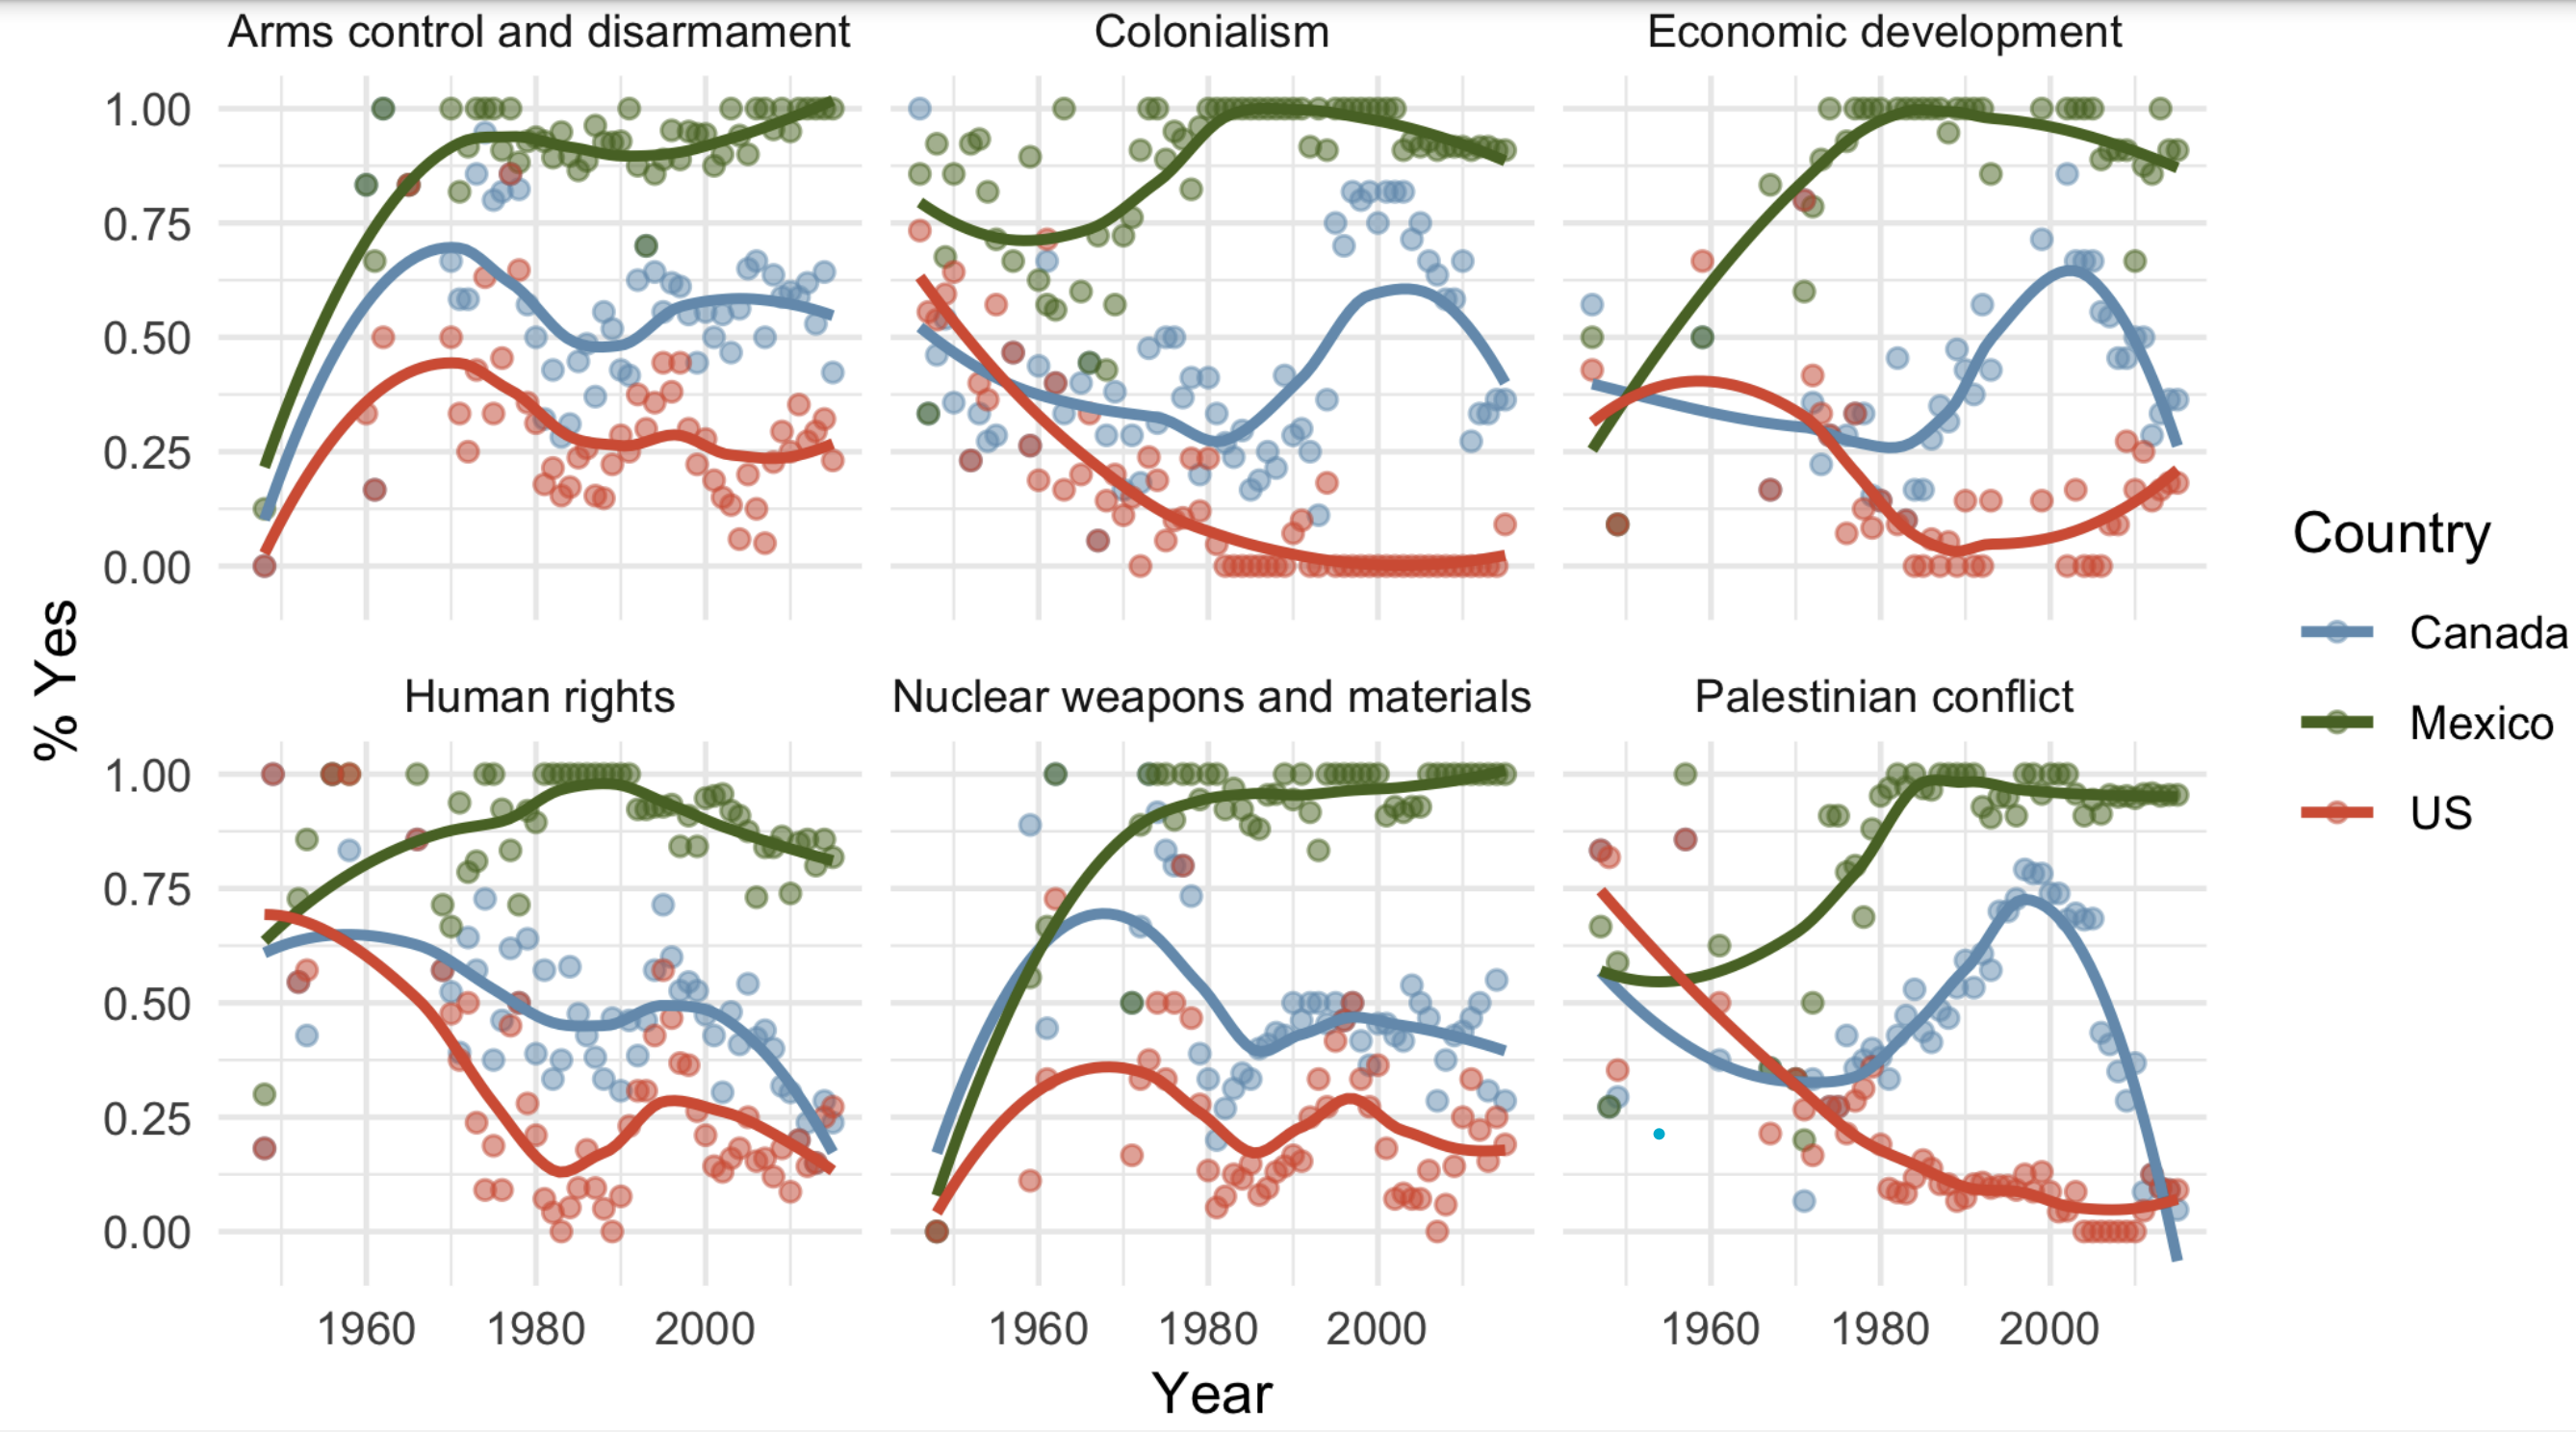 Arms control and disarmament
Colonialism
Economic development
1.00
0.75
0.50
0.25
0.00
Human rights
Nuclear weapons and materials
Palestinian conflict
1.00
0.75
0.50
0.25
0.00
1960 1980 2000
1960 1980 2000
1960 1980 2000
Year
% Yes
Country
Canada
Mexico
US